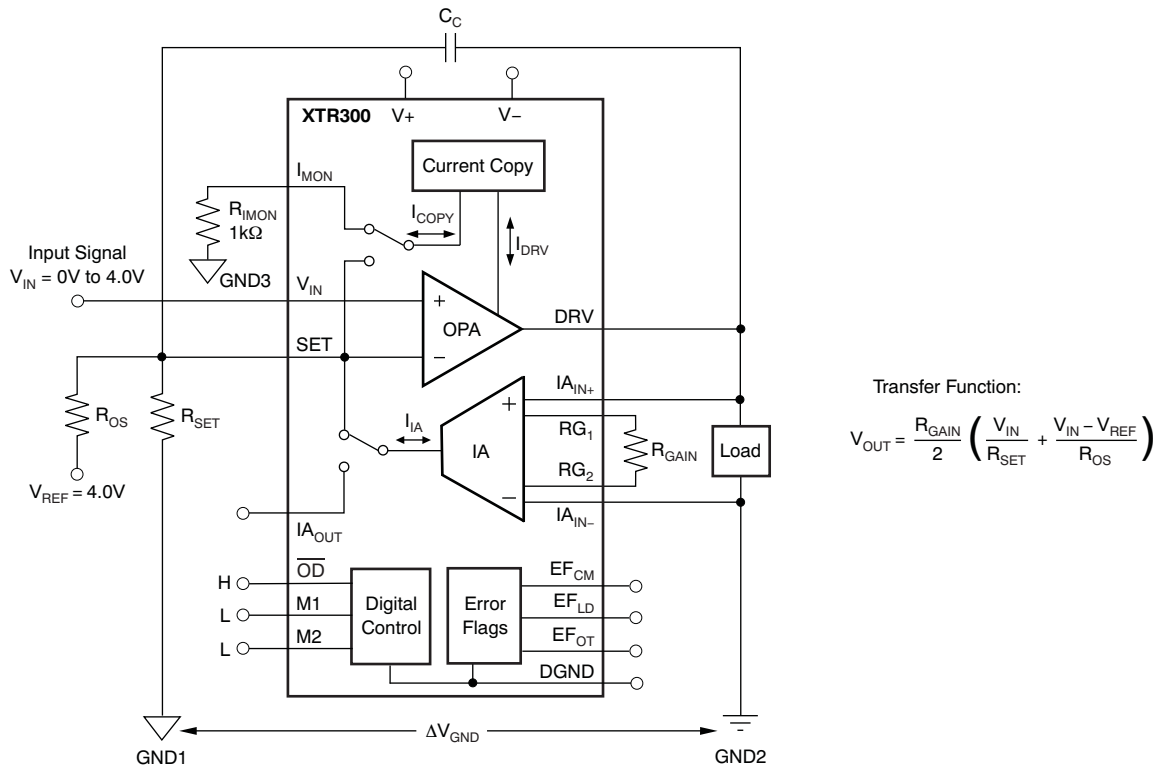 C_C
XTR300
V+
V−
Current Copy
I_MON
R_IMON
1kΩ
I_COPY
I_DRV
Input Signal
V_IN = 0V to 4.0V
GND3
V_IN
+
OPA
DRV
SET
−
IA_IN+
R_OS
R_SET
I_IA
+
IA
RG_1
R_GAIN
Load
RG_2
−
V_REF = 4.0V
IA_IN−
IA_OUT
Transfer Function:
V_OUT = R_GAIN/2 (V_IN/R_SET + V_IN − V_REF/R_OS)
H
O̅D̅
Digital
Control
Error
Flags
EF_CM
L
M1
EF_LD
L
M2
EF_OT
DGND
ΔV_GND
GND1
GND2